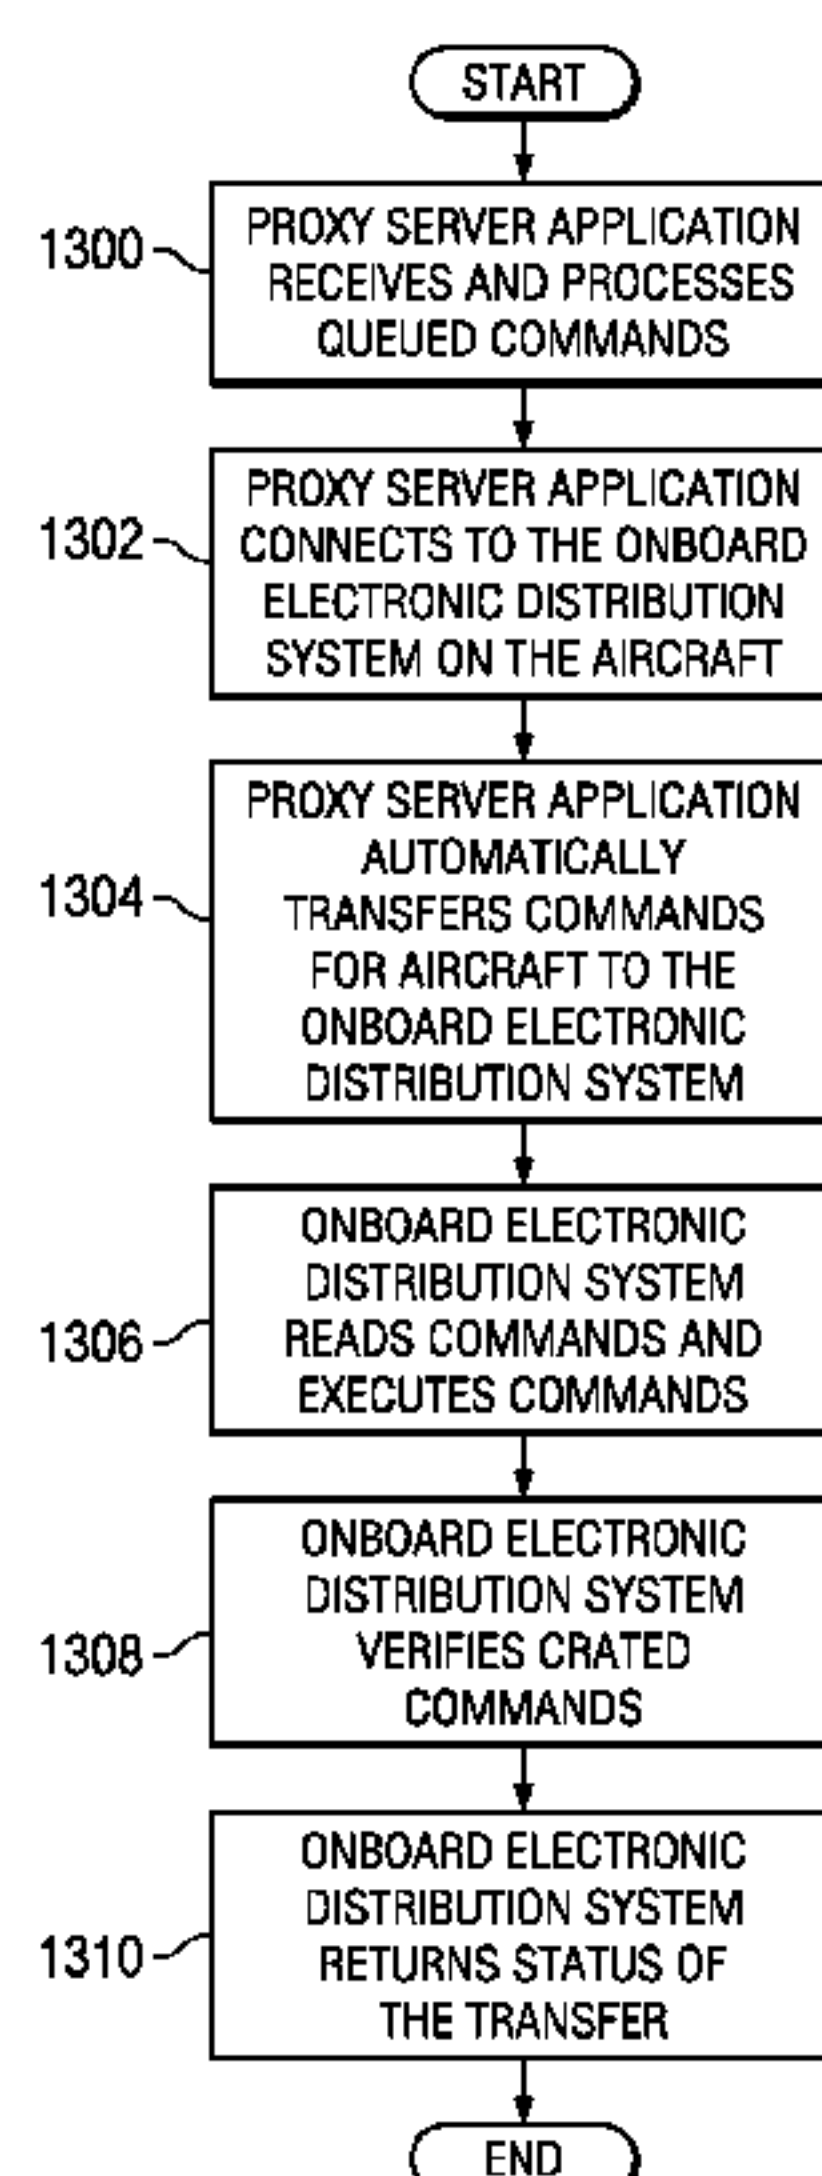 START
1300
PROXY SERVER APPLICATION
RECEIVES AND PROCESSES
QUEUED COMMANDS
1302
PROXY SERVER APPLICATION
CONNECTS TO THE ONBOARD
ELECTRONIC DISTRIBUTION
SYSTEM ON THE AIRCRAFT
1304
PROXY SERVER APPLICATION
AUTOMATICALLY
TRANSFERS COMMANDS
FOR AIRCRAFT TO THE
ONBOARD ELECTRONIC
DISTRIBUTION SYSTEM
1306
ONBOARD ELECTRONIC
DISTRIBUTION SYSTEM
READS COMMANDS AND
EXECUTES COMMANDS
1308
ONBOARD ELECTRONIC
DISTRIBUTION SYSTEM
VERIFIES CRATED
COMMANDS
1310
ONBOARD ELECTRONIC
DISTRIBUTION SYSTEM
RETURNS STATUS OF
THE TRANSFER
END